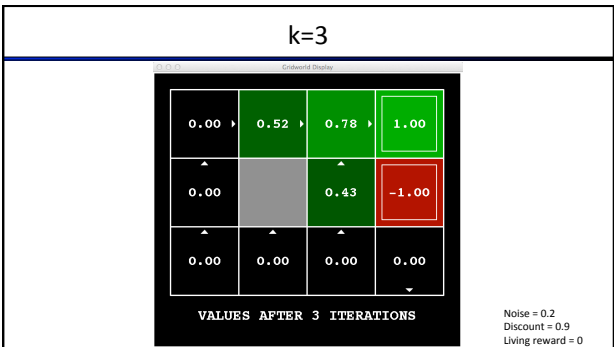 k=3
Gridworld Display
0.00 0.52 0.78 1.00
0.00 0.43 -1.00
0.00 0.00 0.00 0.00
VALUES AFTER 3 ITERATIONS
Noise = 0.2
Discount = 0.9
Living reward = 0